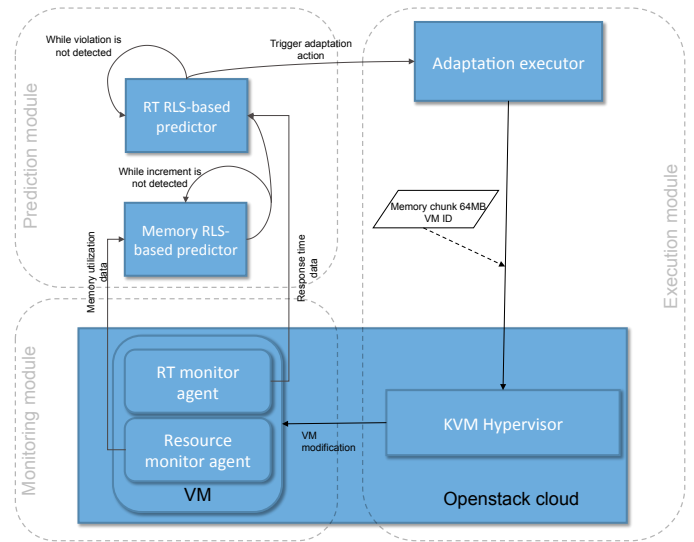 While violation is
not detected
Trigger adaptation
action
Adaptation executor
RT RLS-based
predictor
Prediction module
While increment is
not detected
Memory chunk 64MB
VM ID
Memory RLS-
based predictor
Memory utilization
data
Response time
data
Execution module
Monitoring module
RT monitor
agent
Resource
monitor agent
VM
VM
modification
KVM Hypervisor
Openstack cloud